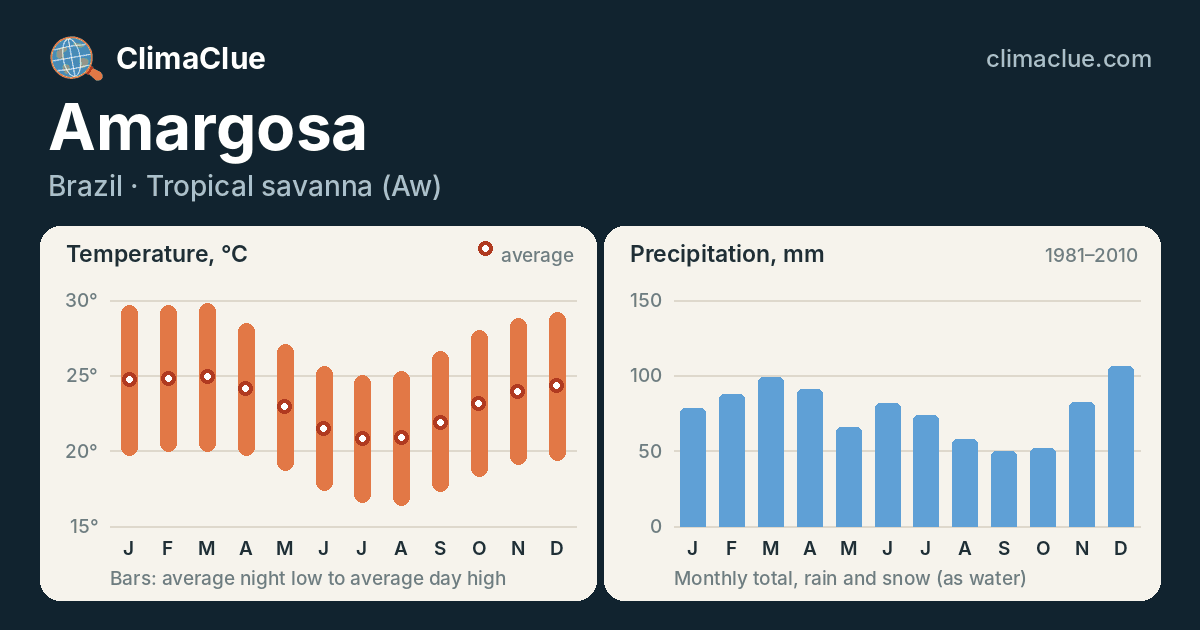 ClimaClue
climaclue.com
Amargosa
Brazil · Tropical savanna (Aw)
Temperature, °C
average
30°
25°
20°
15°
J F M A M J J A S O N D
Bars: average night low to average day high
Precipitation, mm
1981–2010
150
100
50
0
J F M A M J J A S O N D
Monthly total, rain and snow (as water)